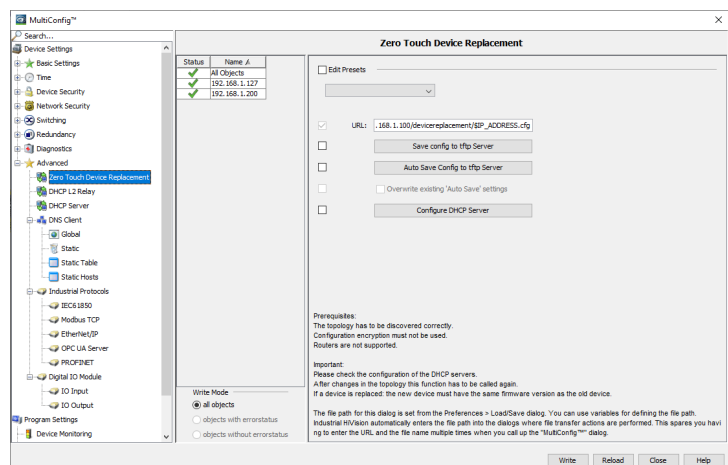 MultiConfig™
Search...
Device Settings
Basic Settings
Time
Device Security
Network Security
Switching
Redundancy
Diagnostics
Advanced
Zero Touch Device Replacement
DHCP L2 Relay
DHCP Server
DNS Client
Global
Static
Static Table
Static Hosts
Industrial Protocols
IEC61850
Modbus TCP
EtherNet/IP
OPC UA Server
PROFINET
Digital IO Module
IO Input
IO Output
Program Settings
Device Monitoring
Status Name
All Objects
192.168.1.127
192.168.1.200
Write Mode
all objects
objects with errorstatus
objects without errorstatus
Zero Touch Device Replacement
Edit Presets
URL: .168.1.100/devicereplacement/$IP_ADDRESS.cfg
Save config to tftp Server
Auto Save Config to tftp Server
Overwrite existing 'Auto Save' settings
Configure DHCP Server
Prerequisites:
The topology has to be discovered correctly.
Configuration encryption must not be used.
Routers are not supported.
Important:
Please check the configuration of the DHCP servers.
After changes in the topology this function has to be called again.
If a device is replaced: the new device must have the same firmware version as the old device.
The file path for this dialog is set from the Preferences > Load/Save dialog. You can use variables for defining the file path.
Industrial HiVision automatically enters the file path into the dialogs where file transfer actions are performed. This spares you havi
ng to enter the URL and the file name multiple times when you call up the "MultiConfig™" dialog.
Write Reload Close Help